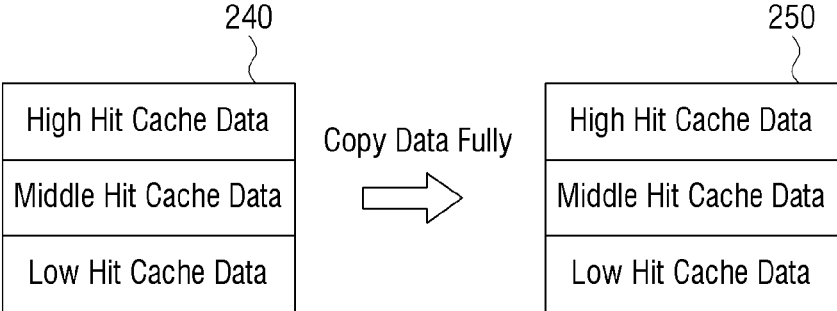 240
250
High Hit Cache Data
Middle Hit Cache Data
Low Hit Cache Data
Copy Data Fully
High Hit Cache Data
Middle Hit Cache Data
Low Hit Cache Data